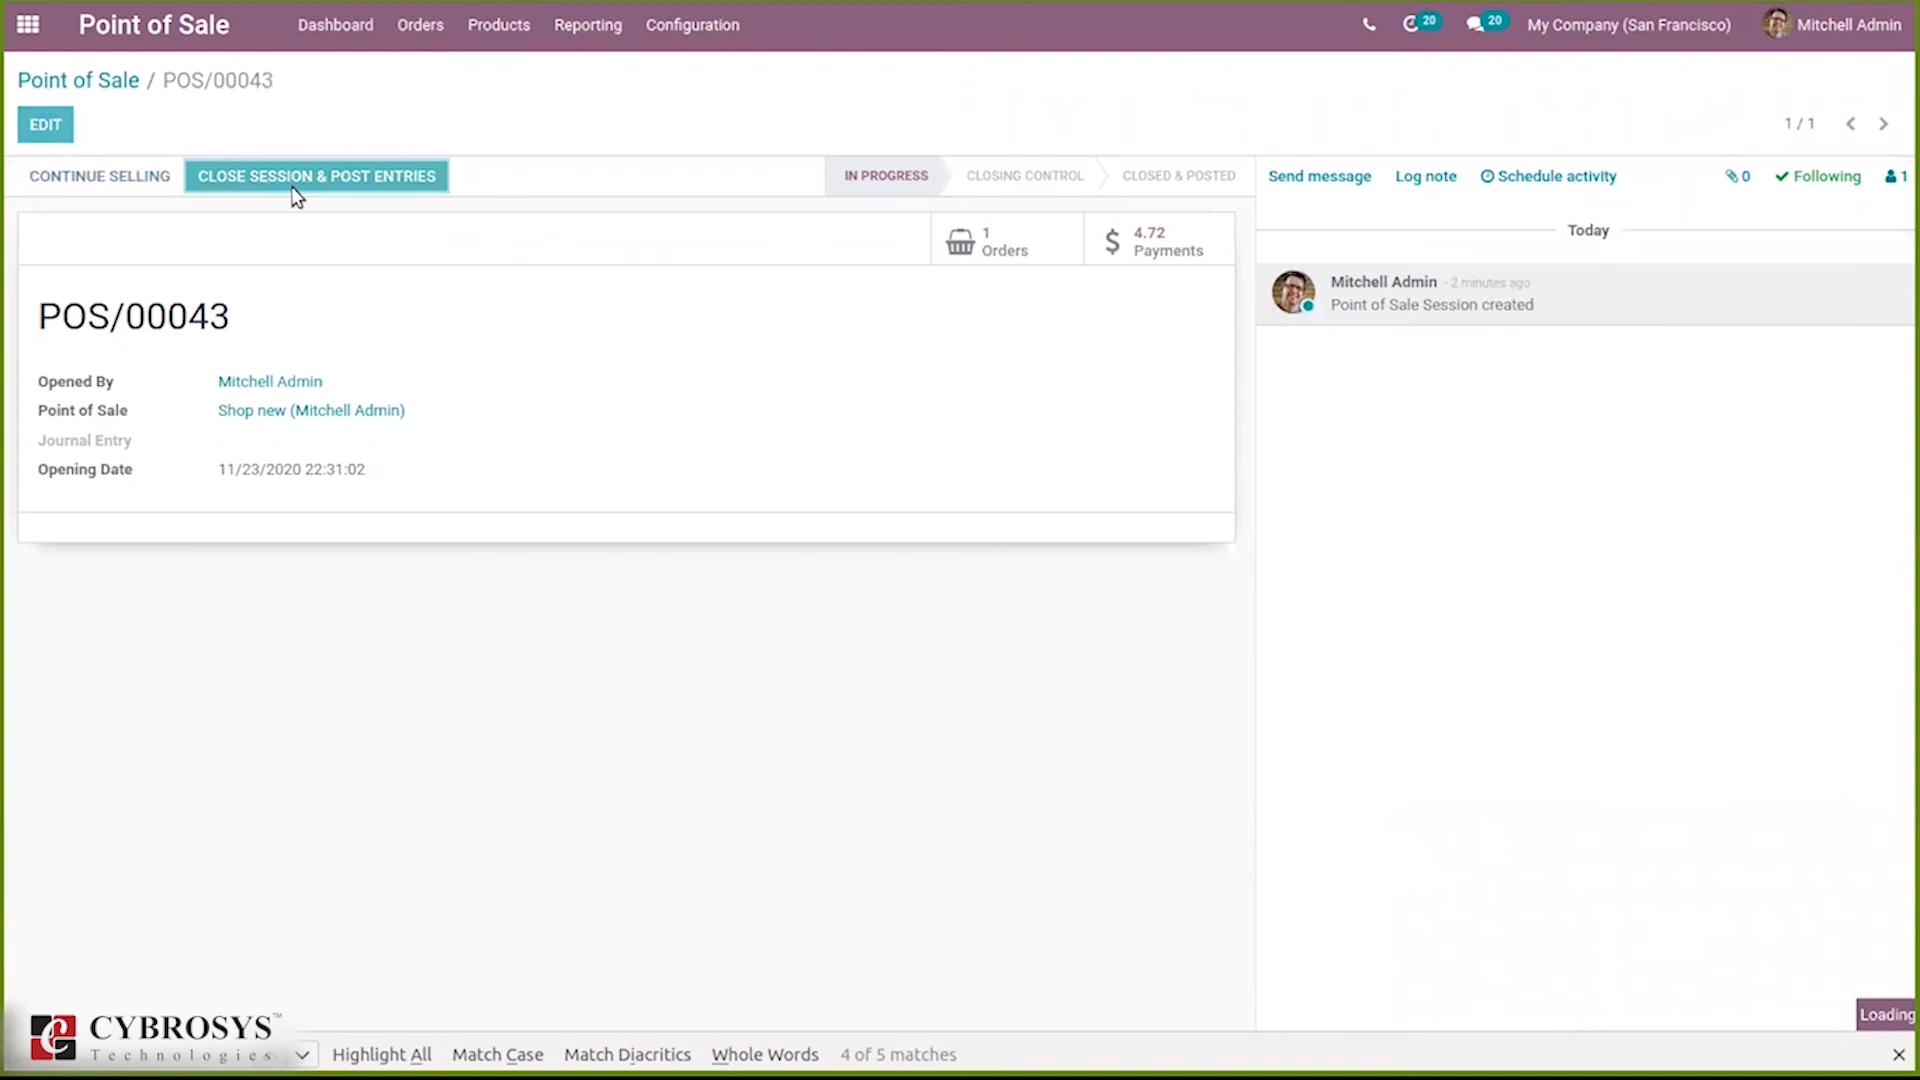 Point of Sale Dashboard Orders Products Reporting Configuration 20 20 My Company (San Francisco) Mitchell Admin
Point of Sale / POS/00043
EDIT 1 / 1
CONTINUE SELLING CLOSE SESSION & POST ENTRIES IN PROGRESS CLOSING CONTROL CLOSED & POSTED Send message Log note Schedule activity 0 Following 1
1
Orders
$ 4.72
Payments
Today
Mitchell Admin - 2 minutes ago
Point of Sale Session created
POS/00043
Opened By Mitchell Admin
Point of Sale Shop new (Mitchell Admin)
Journal Entry
Opening Date 11/23/2020 22:31:02
Loading
CYBROSYS™
Technologies
Highlight All Match Case Match Diacritics Whole Words 4 of 5 matches